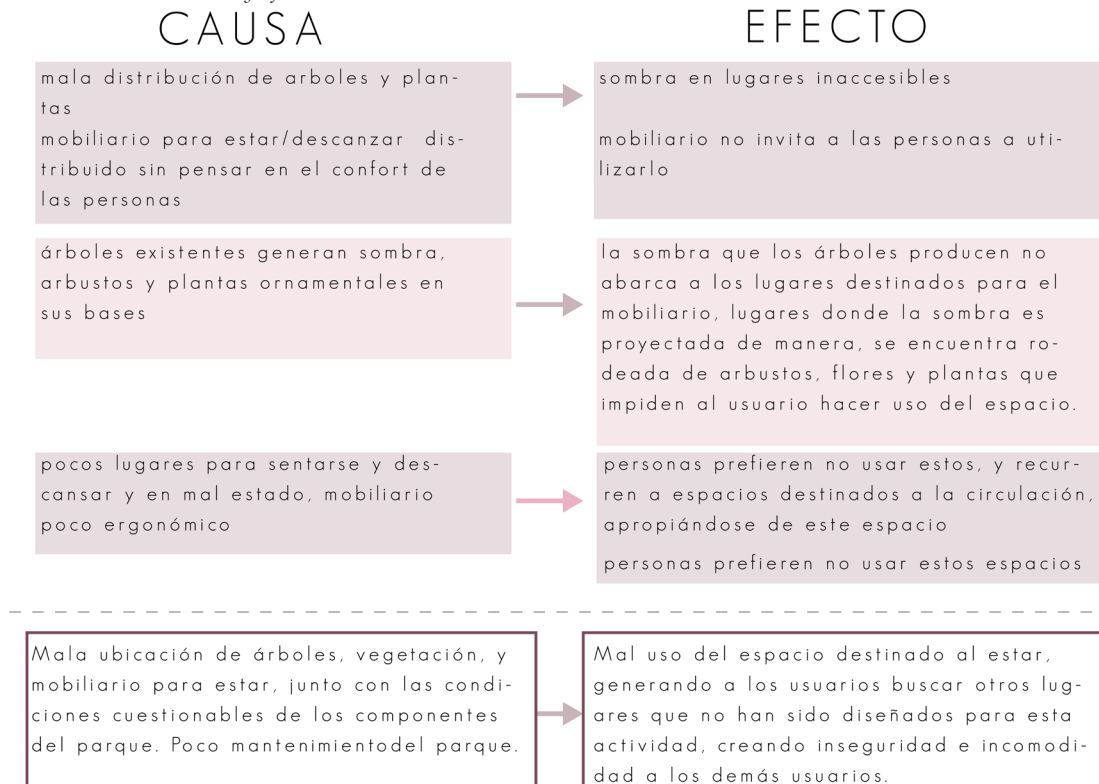 CAUSA
EFECTO
mala distribución de arboles y plan-
tas
mobiliario para estar/descanzar dis-
tribuido sin pensar en el confort de
las personas
sombra en lugares inaccesibles
mobiliario no invita a las personas a uti-
lizarlo
árboles existentes generan sombra,
arbustos y plantas ornamentales en
sus bases
la sombra que los árboles producen no
abarca a los lugares destinados para el
mobiliario, lugares donde la sombra es
proyectada de manera, se encuentra ro-
deada de arbustos, flores y plantas que
impiden al usuario hacer uso del espacio.
pocos lugares para sentarse y des-
cansar y en mal estado, mobiliario
poco ergonómico
personas prefieren no usar estos, y recur-
ren a espacios destinados a la circulación,
apropiándose de este espacio
personas prefieren no usar estos espacios
Mala ubicación de árboles, vegetación, y
mobiliario para estar, junto con las condi-
ciones cuestionables de los componentes
del parque. Poco mantenimientodel parque.
Mal uso del espacio destinado al estar,
generando a los usuarios buscar otros lug-
ares que no han sido diseñados para esta
actividad, creando inseguridad e incomodi-
dad a los demás usuarios.